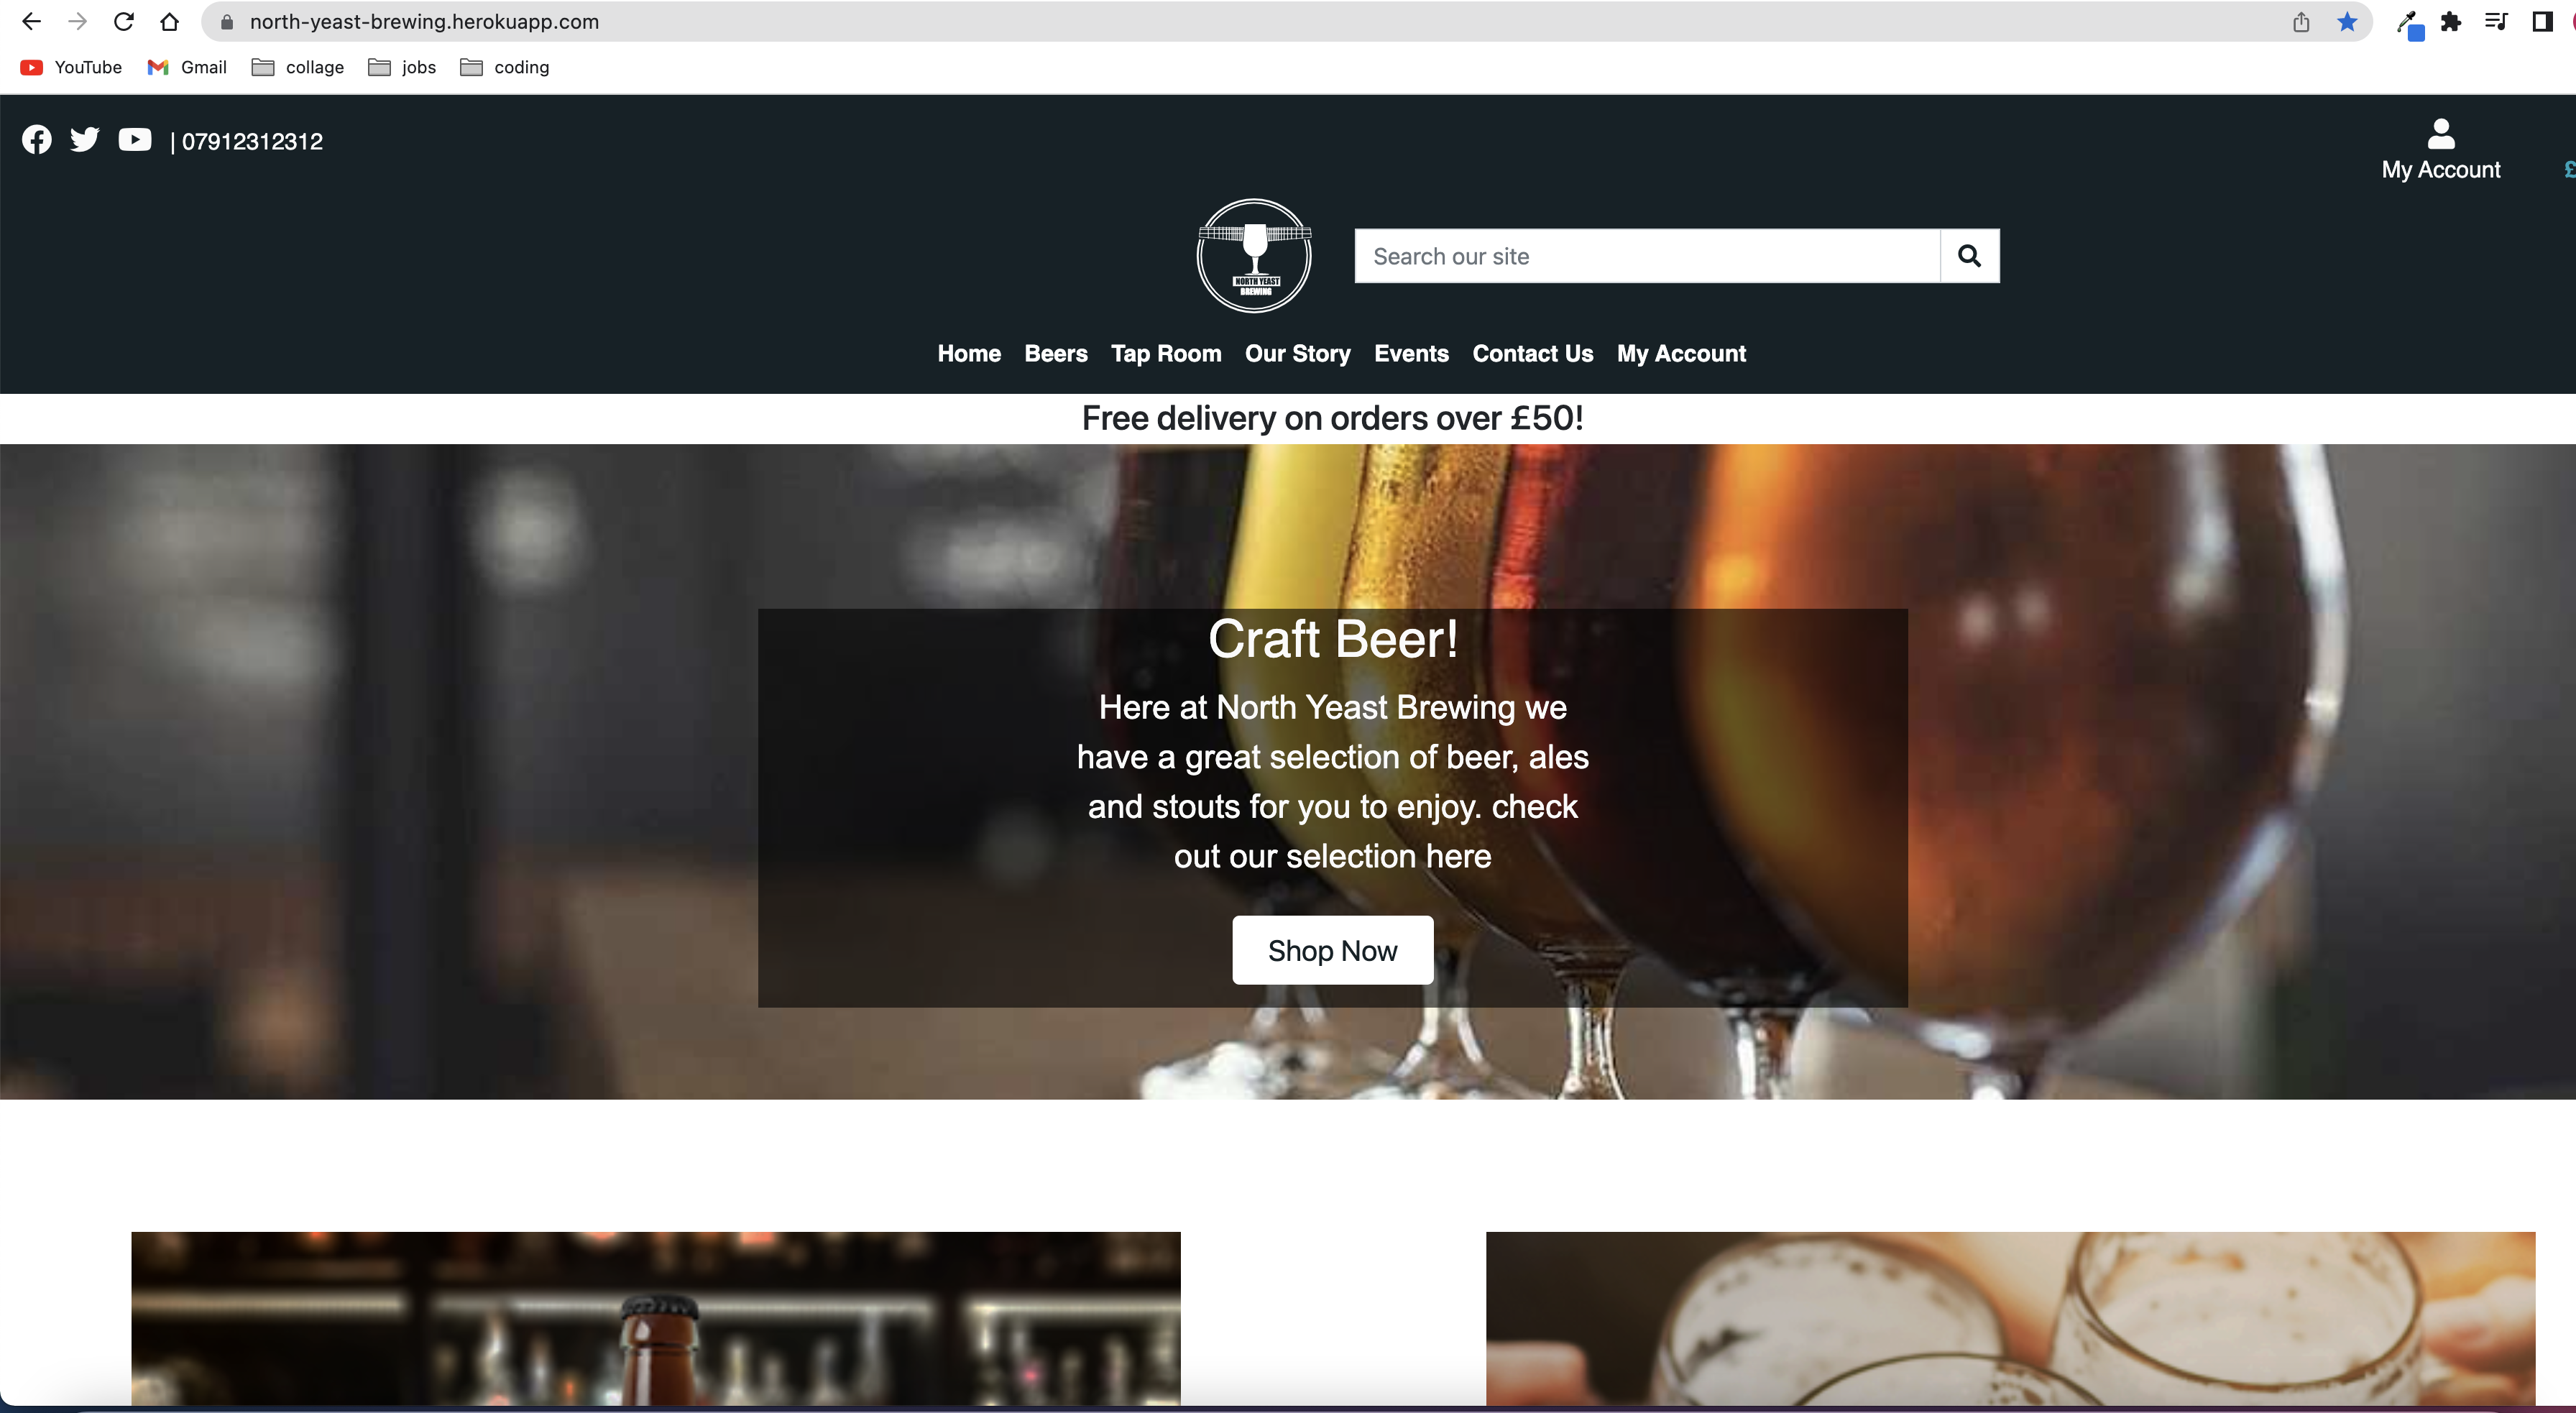 north-yeast-brewing.herokuapp.com
YouTube Gmail collage jobs coding
| 07912312312
My Account
£
NORTH YEAST
BREWING
Search our site
Home Beers Tap Room Our Story Events Contact Us My Account
Free delivery on orders over £50!
Craft Beer!
Here at North Yeast Brewing we
have a great selection of beer, ales
and stouts for you to enjoy. check
out our selection here
Shop Now